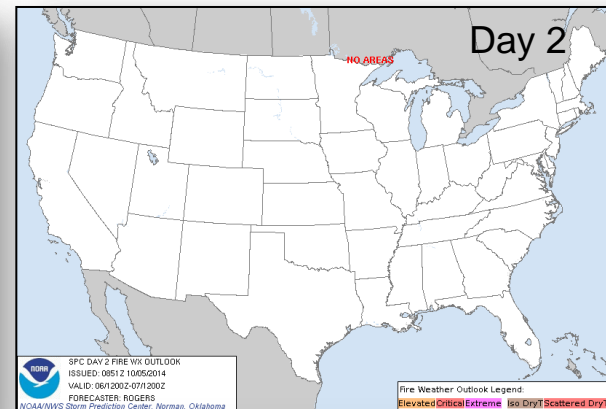 Day 2
NO AREAS
NOAA
SPC DAY 2 FIRE WX OUTLOOK
ISSUED: 0851Z 10/05/2014
VALID: 06/1200Z-07/1200Z
FORECASTER: ROGERS
NOAA/NWS Storm Prediction Center, Norman, Oklahoma
Fire Weather Outlook Legend:
Elevated Critical Extreme Iso DryT Scattered DryT